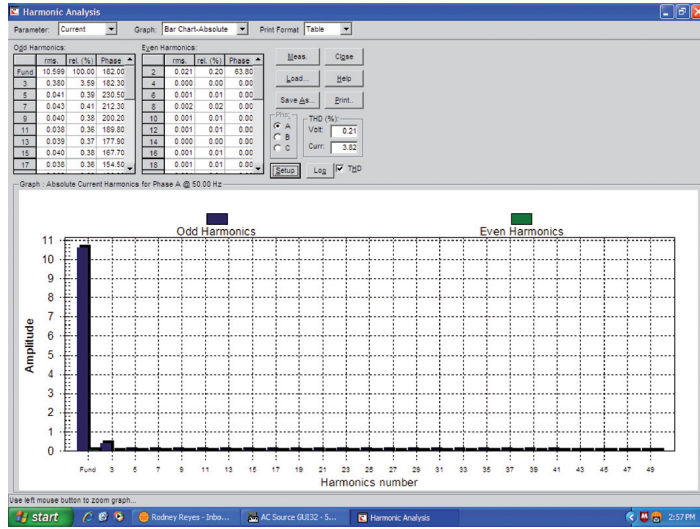 Harmonic Analysis
Parameter: Current Graph: Bar Chart-Absolute Print Format Table
Odd Harmonics:
rms. rel. (%) Phase
Fund 10.599 100.00 182.00
3 0.380 3.59 182.30
5 0.041 0.39 230.50
7 0.043 0.41 212.30
9 0.040 0.38 200.20
11 0.038 0.36 189.80
13 0.039 0.37 177.90
15 0.040 0.38 167.70
17 0.038 0.36 154.50
Even Harmonics:
rms. rel. (%) Phase
2 0.021 0.20 63.80
4 0.000 0.00 0.00
6 0.001 0.01 0.00
8 0.002 0.02 0.00
10 0.001 0.01 0.00
12 0.001 0.01 0.00
14 0.000 0.00 0.00
16 0.001 0.01 0.00
18 0.001 0.01 0.00
Meas. Close
Load... Help
Save As... Print..
Phs:
A
B
C
THD (%):
Volt: 0.21
Curr: 3.82
Setup Log THD
Graph : Absolute Current Harmonics for Phase A @ 50.00 Hz
Odd Harmonics Even Harmonics
11
10
9
8
7
6
5
4
3
2
1
0
Amplitude
Fund 3 5 7 9 11 13 15 17 19 21 23 25 27 29 31 33 35 37 39 41 43 45 47 49
Harmonics number
Use left mouse button to zoom graph...
start Rodney Reyes - Inbo... AC Source GUI32 - S... Harmonic Analysis 2:57 PM